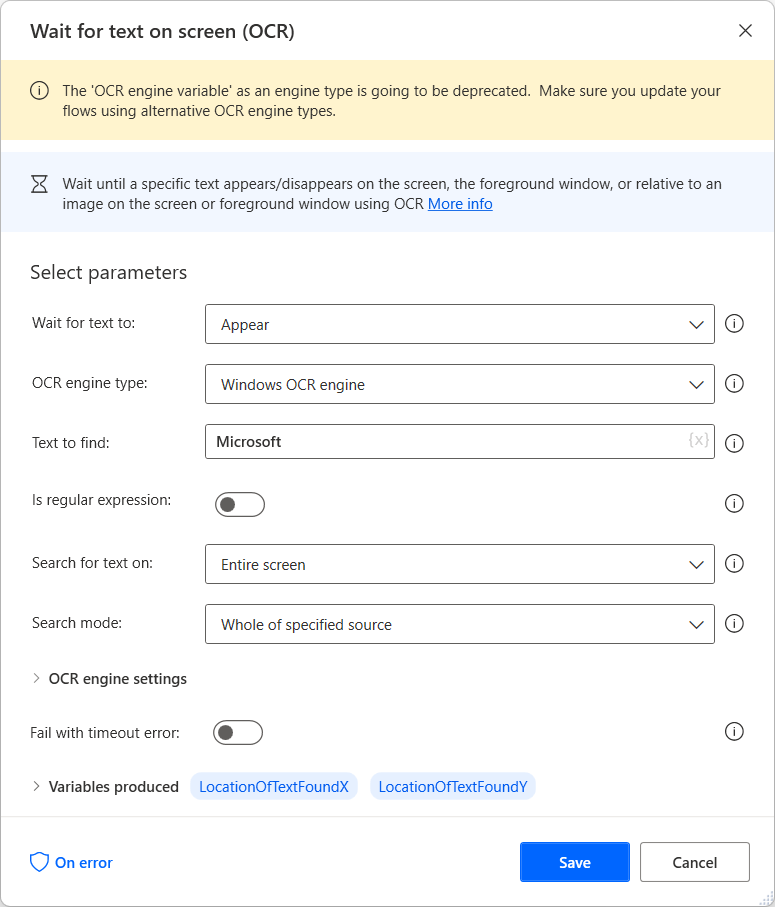 Wait for text on screen (OCR)
The 'OCR engine variable' as an engine type is going to be deprecated.  Make sure you update your
flows using alternative OCR engine types.
Wait until a specific text appears/disappears on the screen, the foreground window, or relative to an
image on the screen or foreground window using OCR More info
Select parameters
Wait for text to: Appear
OCR engine type: Windows OCR engine
Text to find: Microsoft {x}
Is regular expression:
Search for text on: Entire screen
Search mode: Whole of specified source
OCR engine settings
Fail with timeout error:
Variables produced LocationOfTextFoundX LocationOfTextFoundY
On error Save Cancel